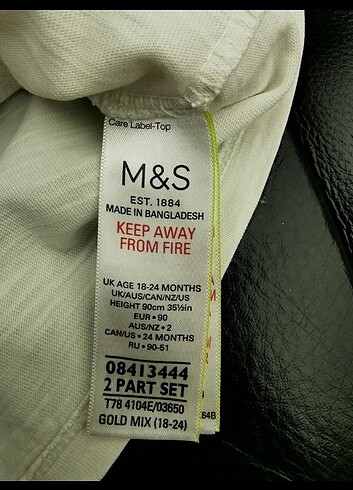 Care Label-Top
M&S
EST. 1884
MADE IN BANGLADESH
KEEP AWAY
FROM FIRE
UK AGE 18-24 MONTHS
UK/AUS/CAN/NZ/US
HEIGHT 90cm 35½in
EUR • 90
AUS/NZ • 2
CAN/US • 24 MONTHS
RU • 90-51
08413444
2 PART SET
T78 4104E/03650
GOLD MIX (18-24)
64B